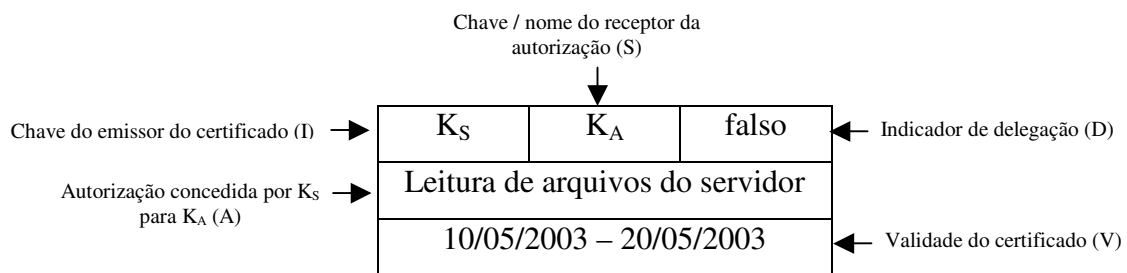 Chave / nome do receptor da
autorização (S)
Chave do emissor do certificado (I)
K_S
K_A
falso
Indicador de delegação (D)
Autorização concedida por K_S
para K_A (A)
Leitura de arquivos do servidor
10/05/2003 – 20/05/2003
Validade do certificado (V)